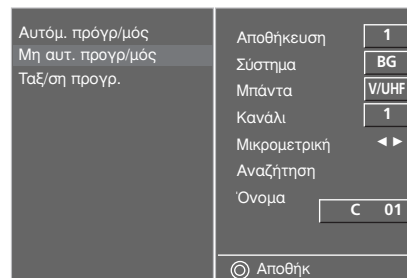 Αυτόμ. πρόγρ/μός
Μη αυτ. προγρ/μός
Ταξ/ση προγρ.
Αποθήκευση 1
Σύστημα BG
Μπάντα V/UHF
Κανάλι 1
Μικρομετρική ◄ ►
Αναζήτηση
Όνομα
C 01
Αποθήκ